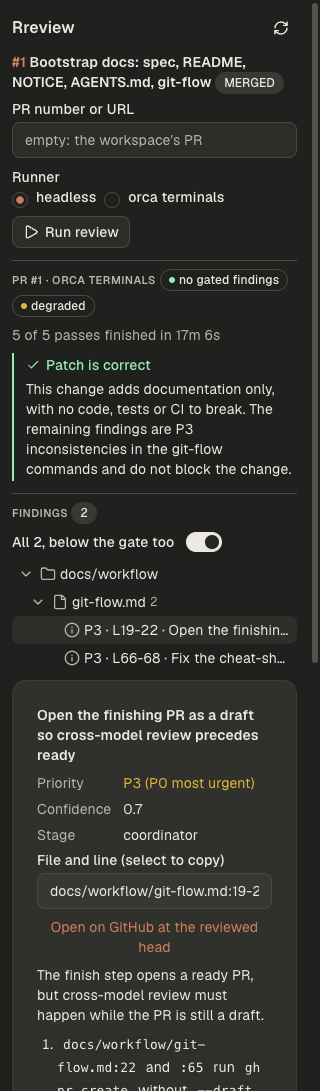 Rreview
#1 Bootstrap docs: spec, README,
NOTICE, AGENTS.md, git-flow MERGED
PR number or URL
empty: the workspace's PR
Runner
headless orca terminals
Run review
PR #1 · ORCA TERMINALS no gated findings
degraded
5 of 5 passes finished in 17m 6s
Patch is correct
This change adds documentation only,
with no code, tests or CI to break. The
remaining findings are P3
inconsistencies in the git-flow
commands and do not block the change.
FINDINGS 2
All 2, below the gate too
docs/workflow
git-flow.md 2
P3 · L19-22 · Open the finishin…
P3 · L66-68 · Fix the cheat-sh…
Open the finishing PR as a draft
so cross-model review precedes
ready
Priority P3 (P0 most urgent)
Confidence 0.7
Stage coordinator
File and line (select to copy)
docs/workflow/git-flow.md:19-2
Open on GitHub at the reviewed
head
The finish step opens a ready PR,
but cross-model review must
happen while the PR is still a draft.
1. docs/workflow/git-
flow.md:22 and :65 run gh
pr create without --draft